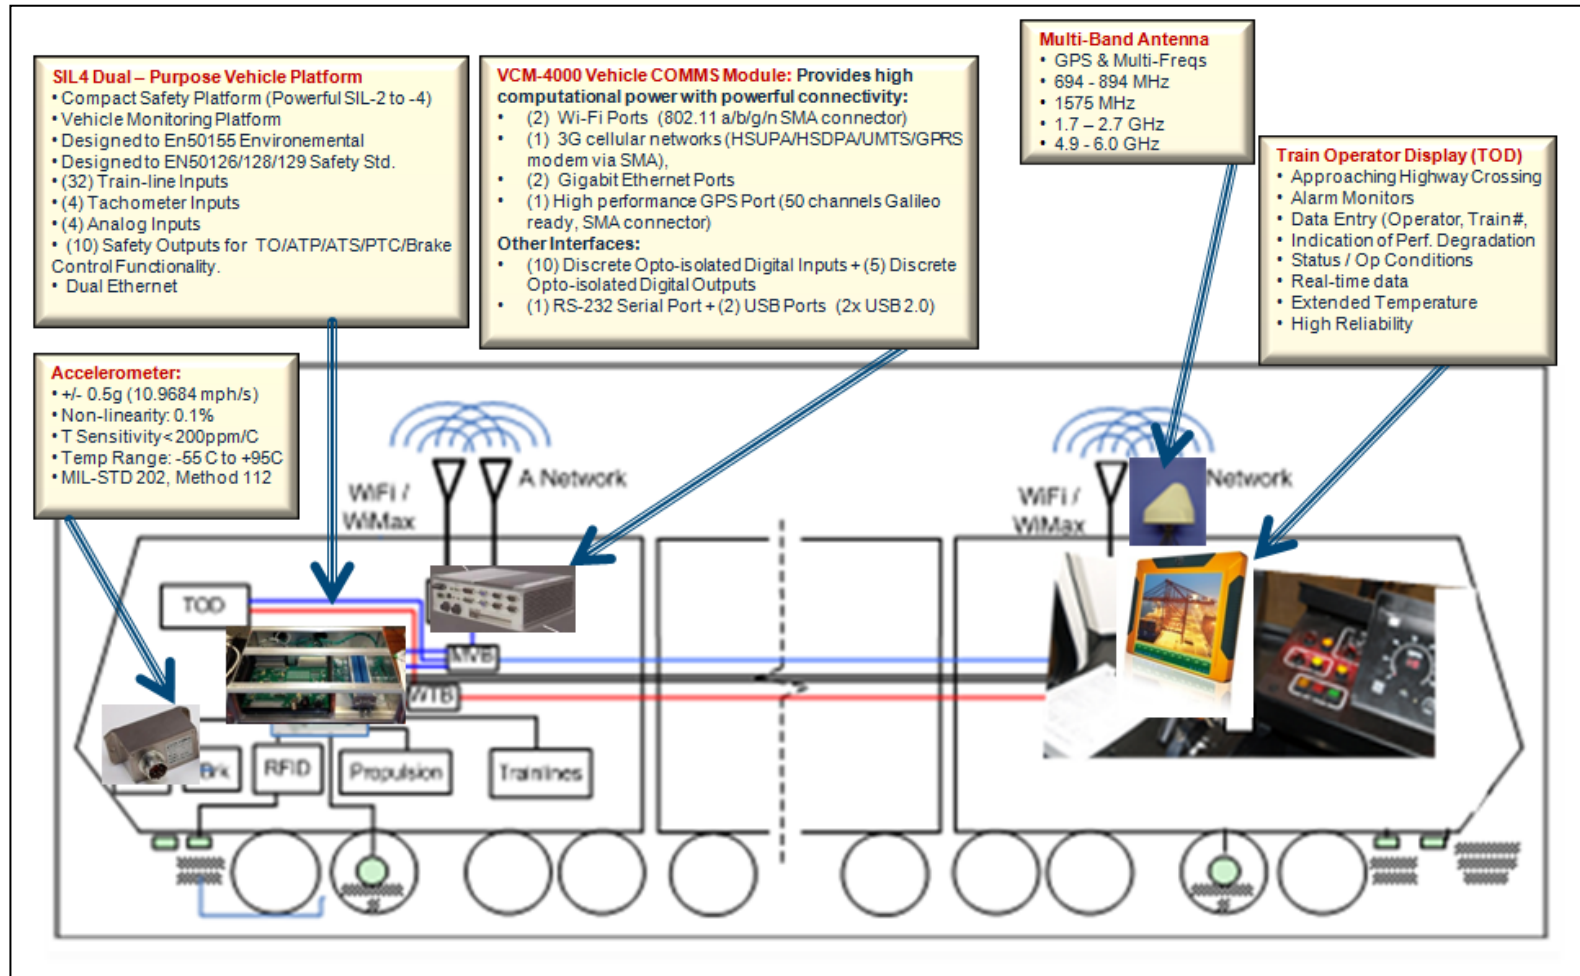 SIL4 Dual – Purpose Vehicle Platform
• Compact Safety Platform (Powerful SIL-2 to -4)
• Vehicle Monitoring Platform
• Designed to En50155 Environemental
• Designed to EN50126/128/129 Safety Std.
• (32) Train-line Inputs
• (4) Tachometer Inputs
• (4) Analog Inputs
• (10) Safety Outputs for TO/ATP/ATS/PTC/Brake
Control Functionality.
• Dual Ethernet
VCM-4000 Vehicle COMMS Module: Provides high
computational power with powerful connectivity:
• (2) Wi-Fi Ports (802.11 a/b/g/n SMA connector)
• (1) 3G cellular networks (HSUPA/HSDPA/UMTS/GPRS
modem via SMA),
• (2) Gigabit Ethernet Ports
• (1) High performance GPS Port (50 channels Galileo
ready, SMA connector)
Other Interfaces:
• (10) Discrete Opto-isolated Digital Inputs + (5) Discrete
Opto-isolated Digital Outputs
• (1) RS-232 Serial Port + (2) USB Ports (2x USB 2.0)
Multi-Band Antenna
• GPS & Multi-Freqs
• 694 - 894 MHz
• 1575 MHz
• 1.7 – 2.7 GHz
• 4.9 - 6.0 GHz
Train Operator Display (TOD)
• Approaching Highway Crossing
• Alarm Monitors
• Data Entry (Operator, Train #,
• Indication of Perf. Degradation
• Status / Op Conditions
• Real-time data
• Extended Temperature
• High Reliability
Accelerometer:
• +/- 0.5g (10.9684 mph/s)
• Non-linearity: 0.1%
• T Sensitivity< 200ppm/C
• Temp Range: -55 C to +95C
• MIL-STD 202, Method 112
WiFi /
WiMax
A Network
WiFi /
WiMax
Network
TOD
MVB
WTB
Brk
RFID
Propulsion
Trainlines